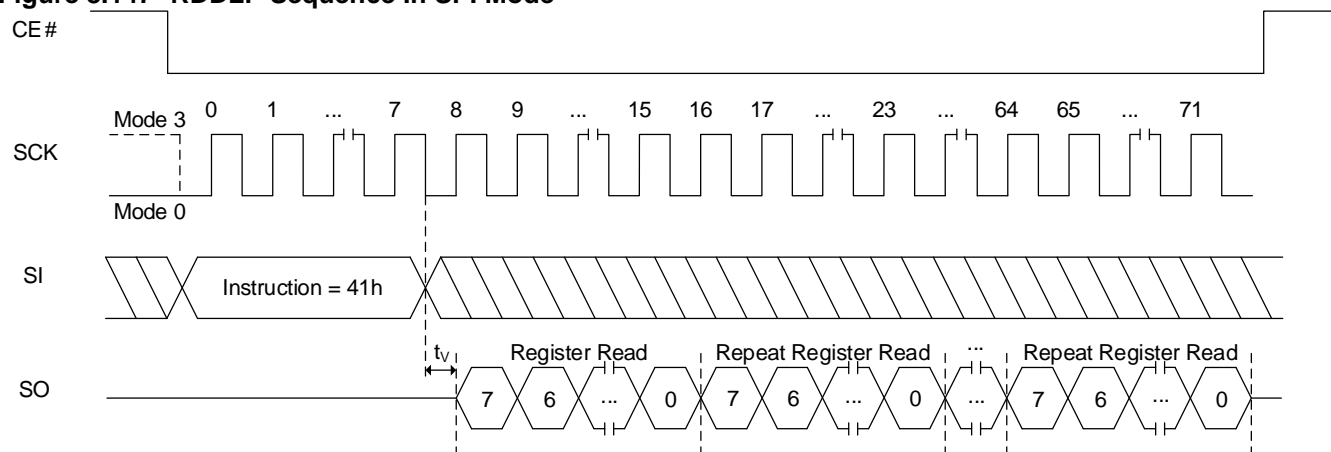 CE#
0 1 ... 7 8 9 ... 15 16 17 ... 23 ... 64 65 ... 71
Mode 3
SCK
Mode 0
SI
Instruction = 41h
tV Register Read Repeat Register Read ... Repeat Register Read
SO
7 6 ... 0 7 6 ... 0 ... 7 6 ... 0